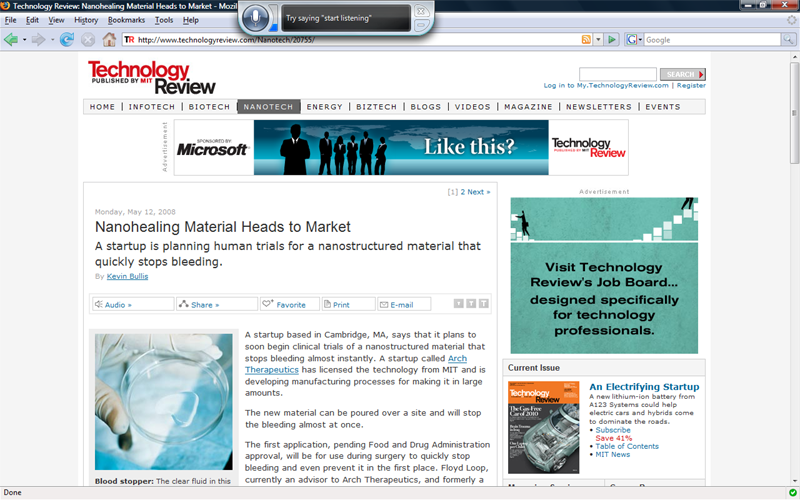 Technology Review: Nanohealing Material Heads to Market - Mozil
Try saying "start listening"
File Edit View History Bookmarks Tools Help
http://www.technologyreview.com/Nanotech/20755/
Google
Technology
PUBLISHED BY MIT
Review
SEARCH
Log in to My.TechnologyReview.com | Register
HOME | INFOTECH | BIOTECH | NANOTECH | ENERGY | BIZTECH | BLOGS | VIDEOS | MAGAZINE | NEWSLETTERS | EVENTS
Advertisement
SPONSORED BY:
Microsoft
Like this?
Technology
PUBLISHED BY MIT
Review
[1] 2 Next »
Monday, May 12, 2008
Nanohealing Material Heads to Market
A startup is planning human trials for a nanostructured material that
quickly stops bleeding.
By Kevin Bullis
Audio » Share » Favorite Print E-mail
+ T T
A startup based in Cambridge, MA, says that it plans to
soon begin clinical trials of a nanostructured material that
stops bleeding almost instantly. A startup called Arch
Therapeutics has licensed the technology from MIT and is
developing manufacturing processes for making it in large
amounts.
The new material can be poured over a site and will stop
the bleeding almost at once.
The first application, pending Food and Drug Administration
approval, will be for use during surgery to quickly stop
bleeding and even prevent it in the first place. Floyd Loop,
currently an advisor to Arch Therapeutics, and formerly a
Blood stopper: The clear fluid in this
Advertisement
Visit Technology
Review's Job Board...
designed specifically
for technology
professionals.
Current Issue
Technology
Review
The Gas-Free
Car of 2010
An Electrifying Startup
A new lithium-ion battery from
A123 Systems could help
electric cars and hybrids come
to dominate the roads.
• Subscribe
Save 41%
• Table of Contents
• MIT News
Done